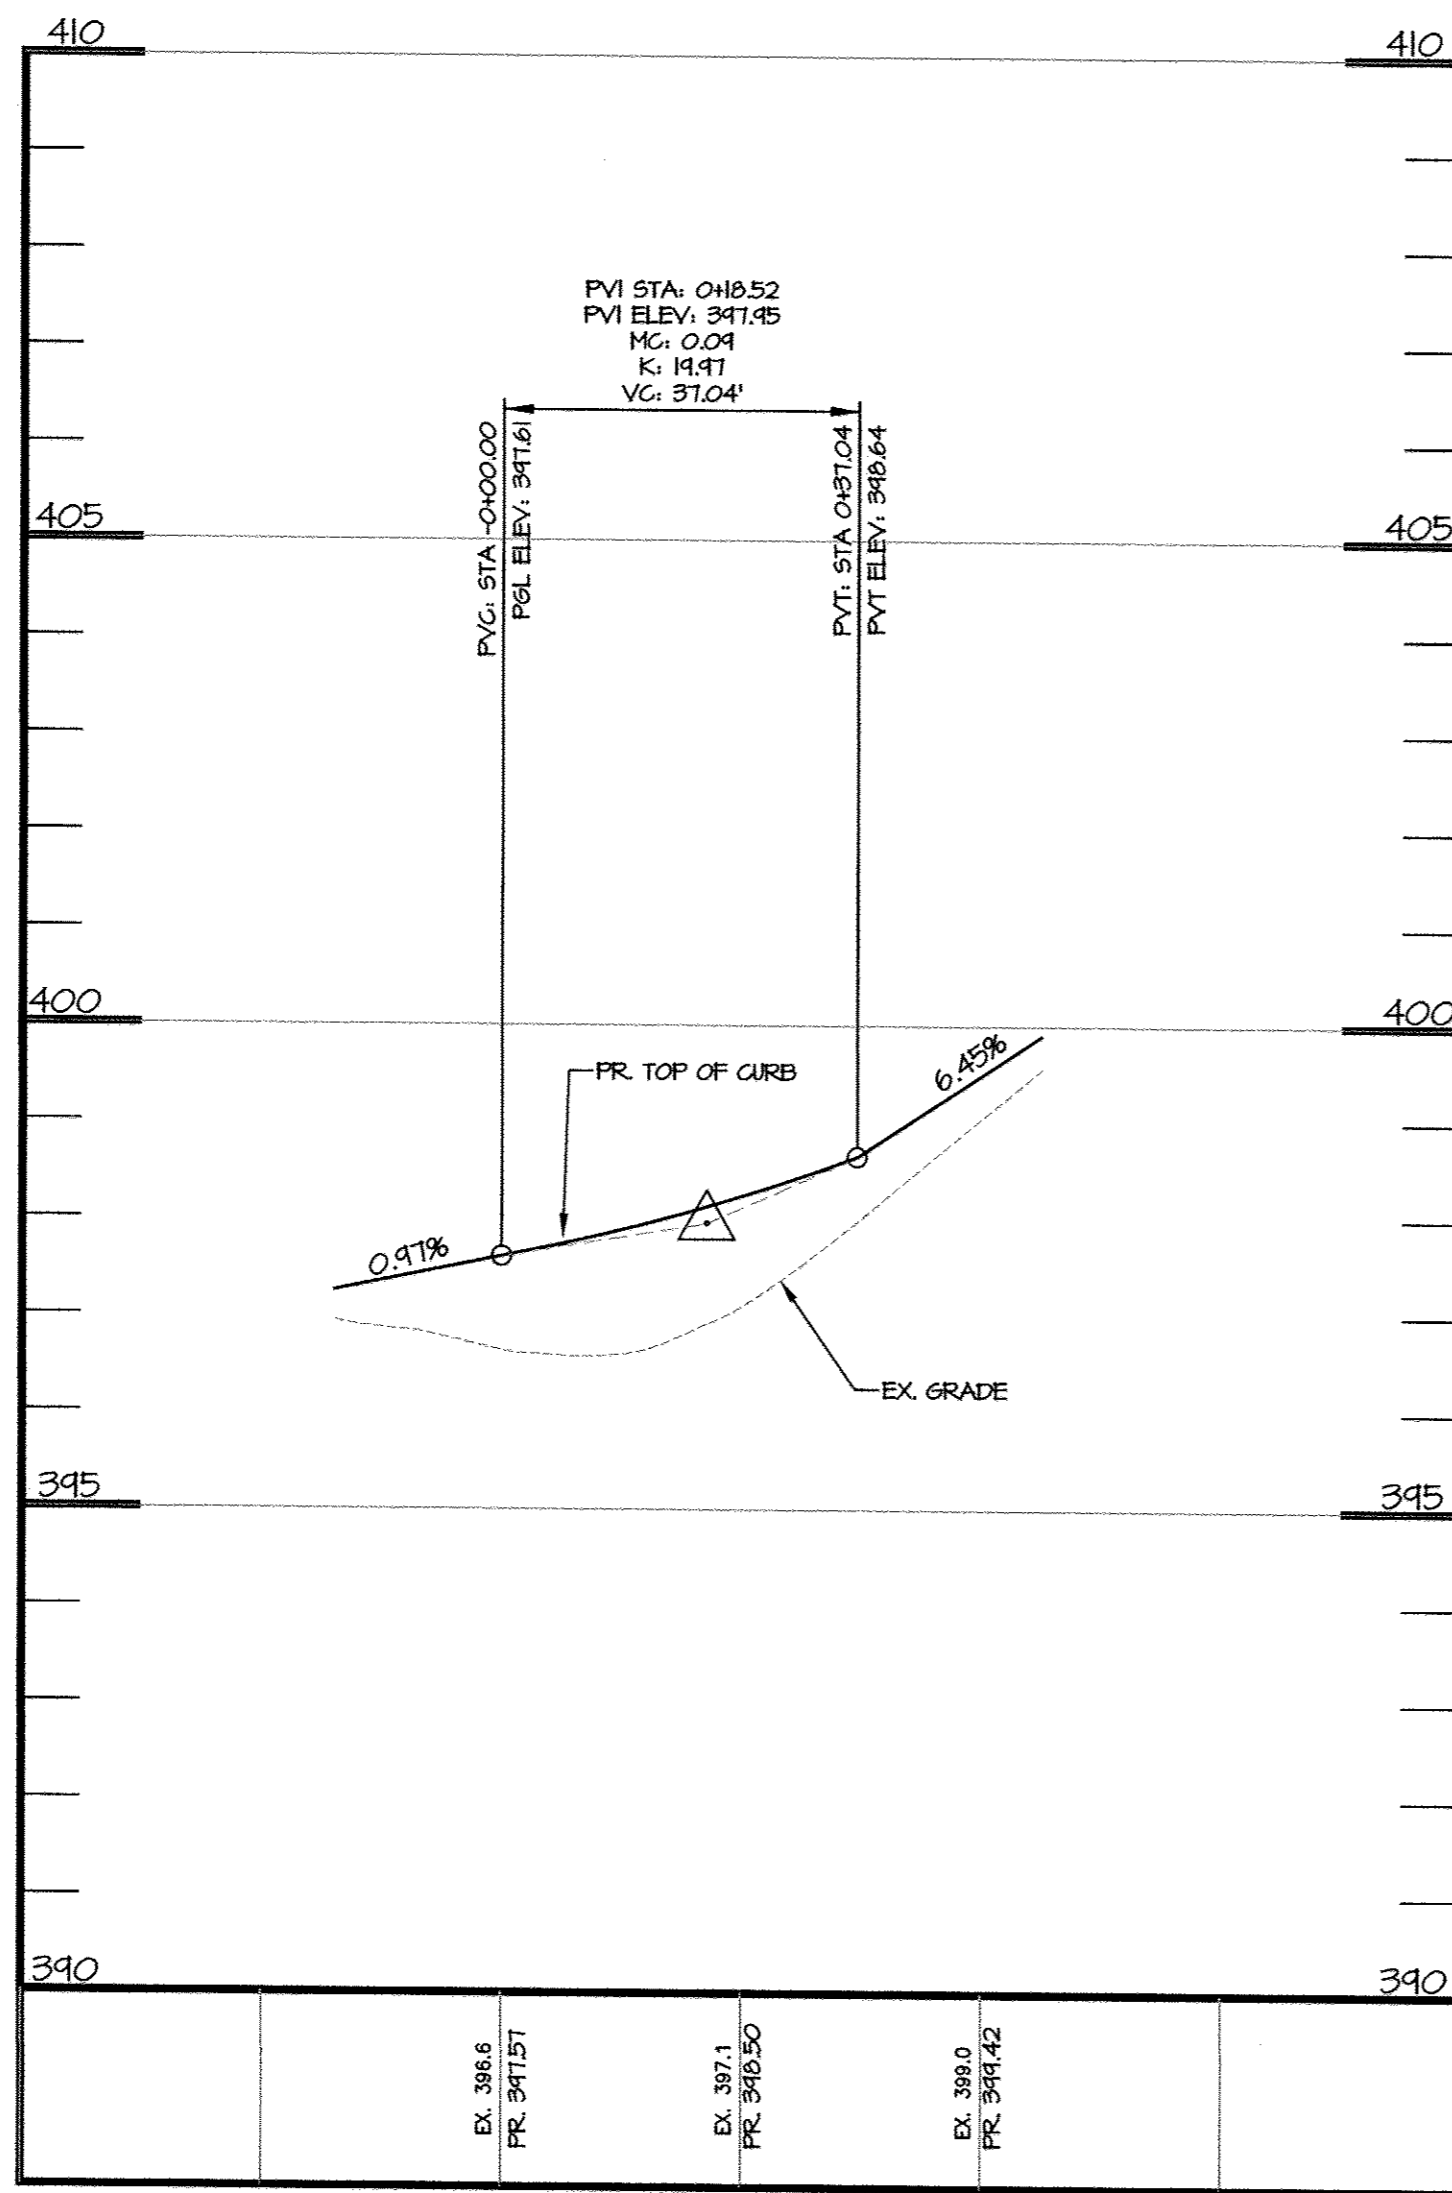 410
410
PVI STA: 0+18.52
PVI ELEV: 397.95
MC: 0.09
K: 19.97
VC: 37.04'
PVC: STA -0+00.00
PGL ELEV: 397.61
PVT: STA 0+37.04
PVT ELEV: 398.64
405
405
400
400
PR. TOP OF CURB
6.45%
0.97%
EX. GRADE
395
395
390
390
EX. 396.6
PR. 397.57
EX. 397.1
PR. 398.50
EX. 399.0
PR. 399.42